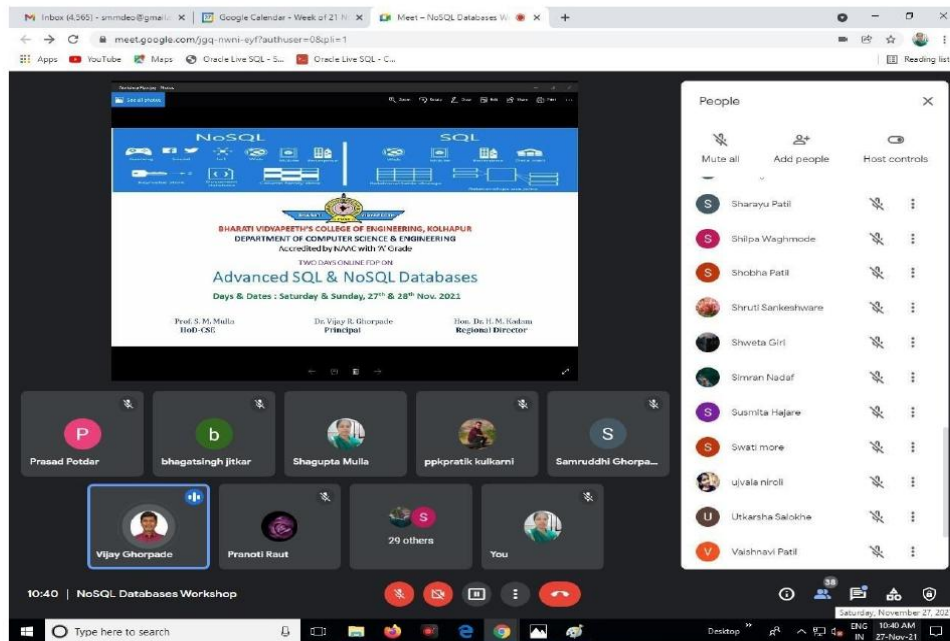 Inbox (4,565) - smmdeo@gmail
Google Calendar - Week of 21 N
Meet – NoSQL Databases W
meet.google.com/jgq-nwni-eyf?authuser=0&pli=1
Apps YouTube Maps Oracle Live SQL - S... Oracle Live SQL - C... Reading list
See all photos
NoSQL SQL
BHARATI VIDYAPEETH'S COLLEGE OF ENGINEERING, KOLHAPUR
DEPARTMENT OF COMPUTER SCIENCE & ENGINEERING
Accredited by NAAC with 'A' Grade
TWO DAYS ONLINE FDP ON
Advanced SQL & NoSQL Databases
Days & Dates : Saturday & Sunday, 27th & 28th Nov. 2021
Prof. S. M. Mulla Dr. Vijay R. Ghorpade Hon. Dr. H. M. Kadam
HoD-CSE Principal Regional Director
People
Mute all Add people Host controls
S Sharayu Patil
S Shilpa Waghmode
S Shobha Patil
Shruti Sankeshware
Shweta Giri
Simran Nadaf
S Susmita Hajare
S Swati more
ujvala niroli
U Utkarsha Salokhe
V Vaishnavi Patil
P b S
Prasad Potdar bhagatsingh jitkar Shagupta Mulla ppkpratik kulkarni Samruddhi Ghorpa...
S
29 others
Vijay Ghorpade Pranoti Raut You
10:40 | NoSQL Databases Workshop
38
Saturday, November 27, 202
Type here to search
Desktop ENG 10:40 AM
IN 27-Nov-21